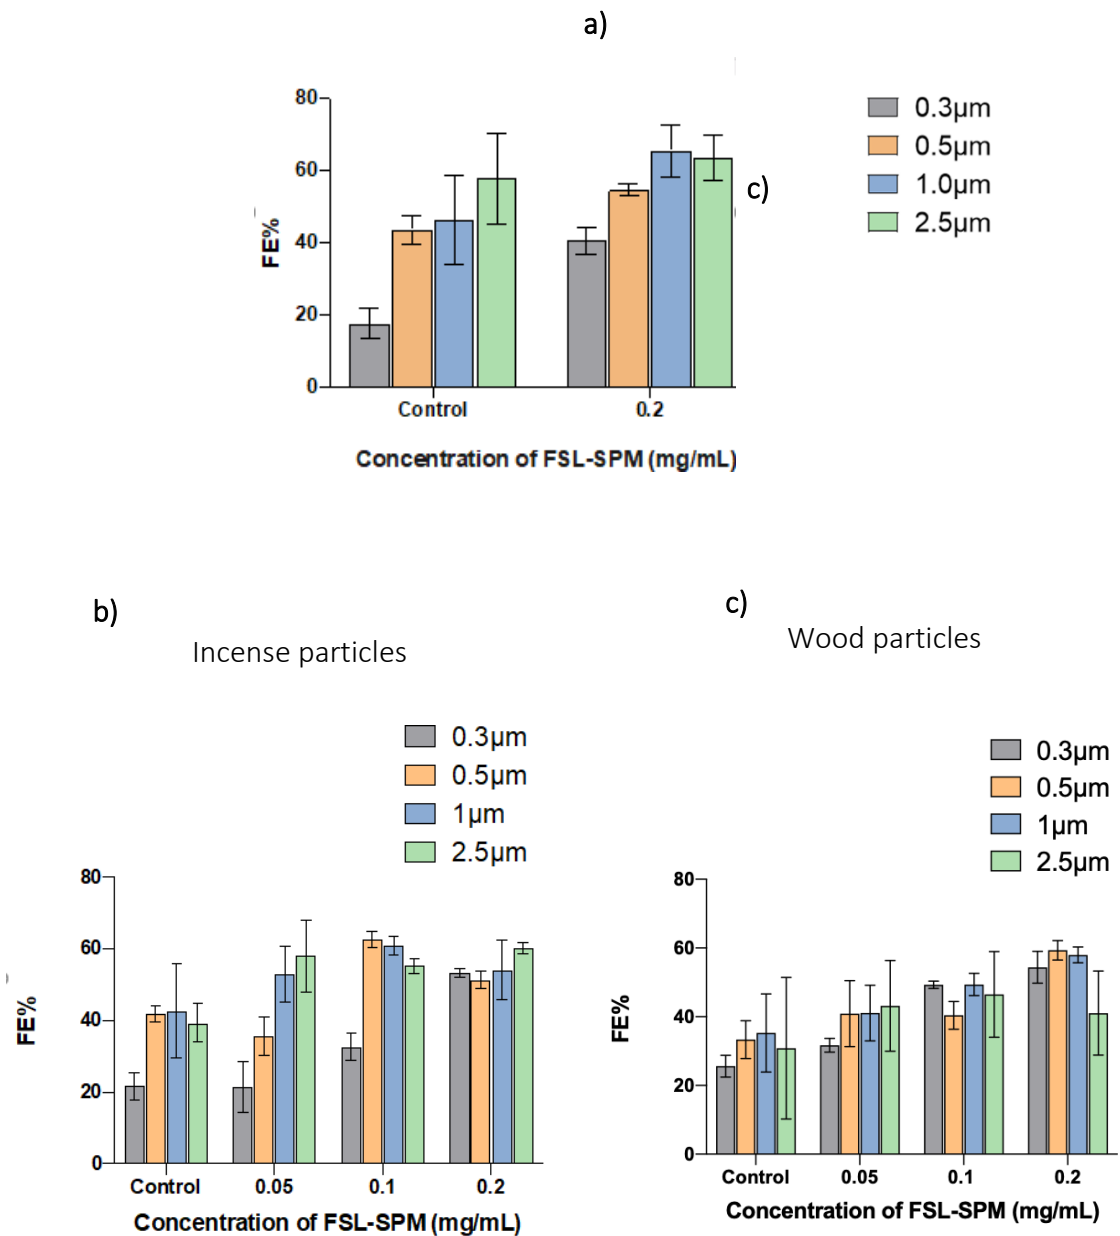 a)
80
60
40
20
0
FE%
Control
0.2
Concentration of FSL-SPM (mg/mL)
0.3µm
0.5µm
1.0µm
2.5µm
c)
b)
Incense particles
0.3µm
0.5µm
1µm
2.5µm
80
60
40
20
0
FE%
Control
0.05
0.1
0.2
Concentration of FSL-SPM (mg/mL)
c)
Wood particles
0.3µm
0.5µm
1µm
2.5µm
80
60
40
20
0
FE%
Control
0.05
0.1
0.2
Concentration of FSL-SPM (mg/mL)